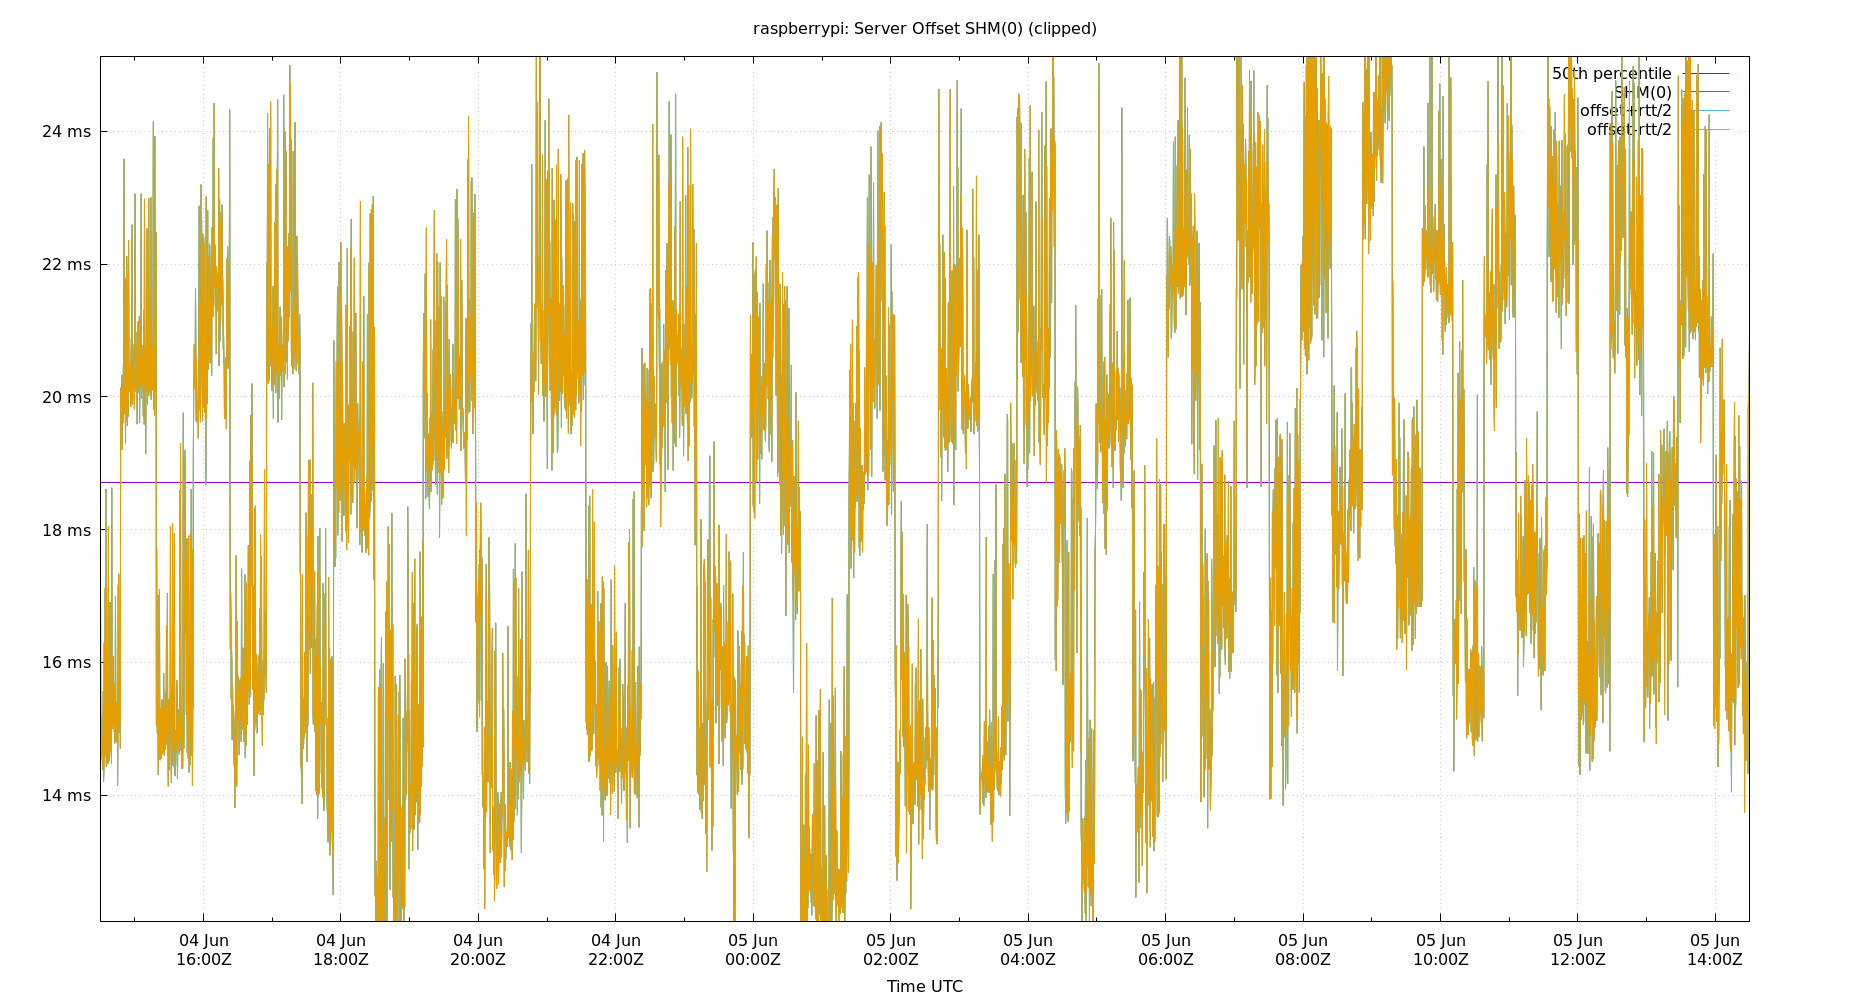 raspberrypi: Server Offset SHM(0) (clipped)
50th percentile
SHM(0)
offset+rtt/2
offset-rtt/2
24 ms
22 ms
20 ms
18 ms
16 ms
14 ms
04 Jun 04 Jun 04 Jun 04 Jun 05 Jun 05 Jun 05 Jun 05 Jun 05 Jun 05 Jun 05 Jun 05 Jun
16:00Z 18:00Z 20:00Z 22:00Z 00:00Z 02:00Z 04:00Z 06:00Z 08:00Z 10:00Z 12:00Z 14:00Z
Time UTC